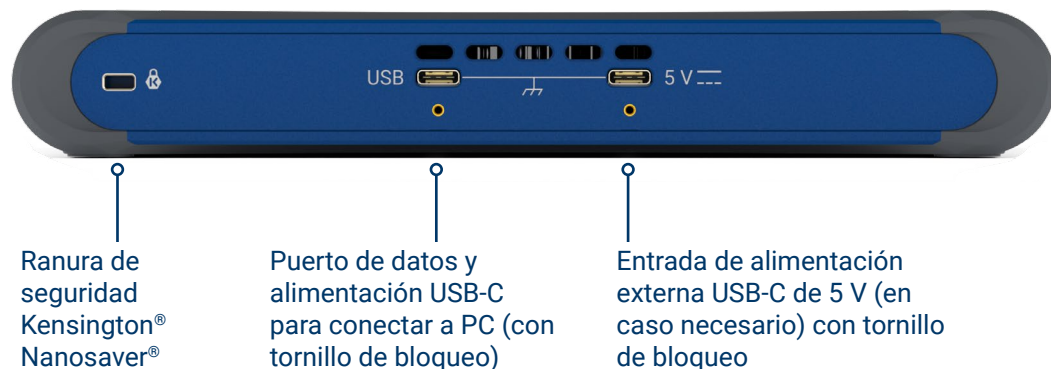 USB
5 V
Ranura de
seguridad
Kensington®
Nanosaver®
Puerto de datos y
alimentación USB-C
para conectar a PC (con
tornillo de bloqueo)
Entrada de alimentación
externa USB-C de 5 V (en
caso necesario) con tornillo
de bloqueo